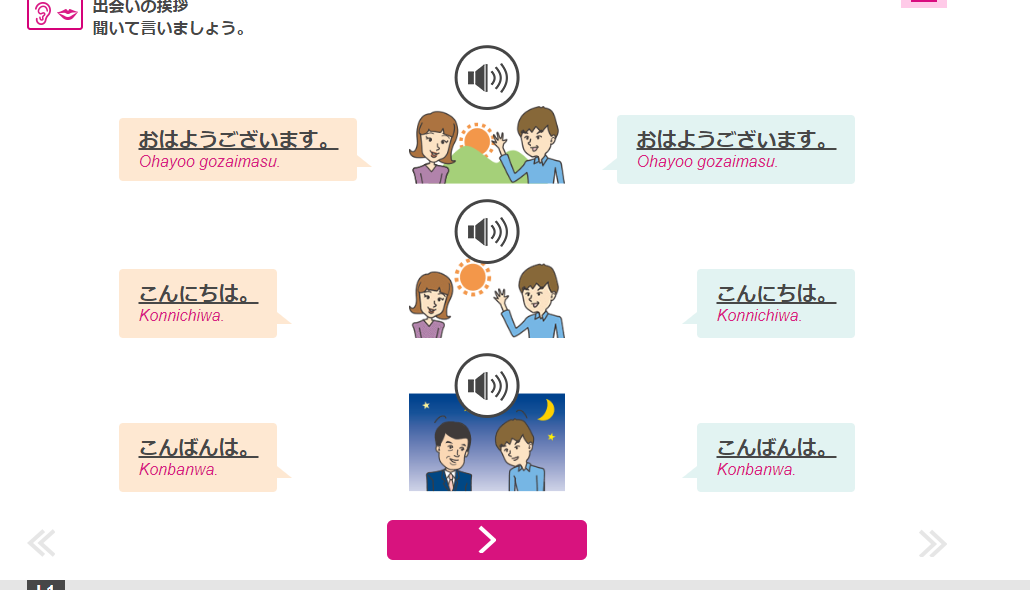 出会いの挨拶
聞いて言いましょう。
おはようございます。
Ohayoo gozaimasu.
おはようございます。
Ohayoo gozaimasu.
こんにちは。
Konnichiwa.
こんにちは。
Konnichiwa.
こんばんは。
Konbanwa.
こんばんは。
Konbanwa.